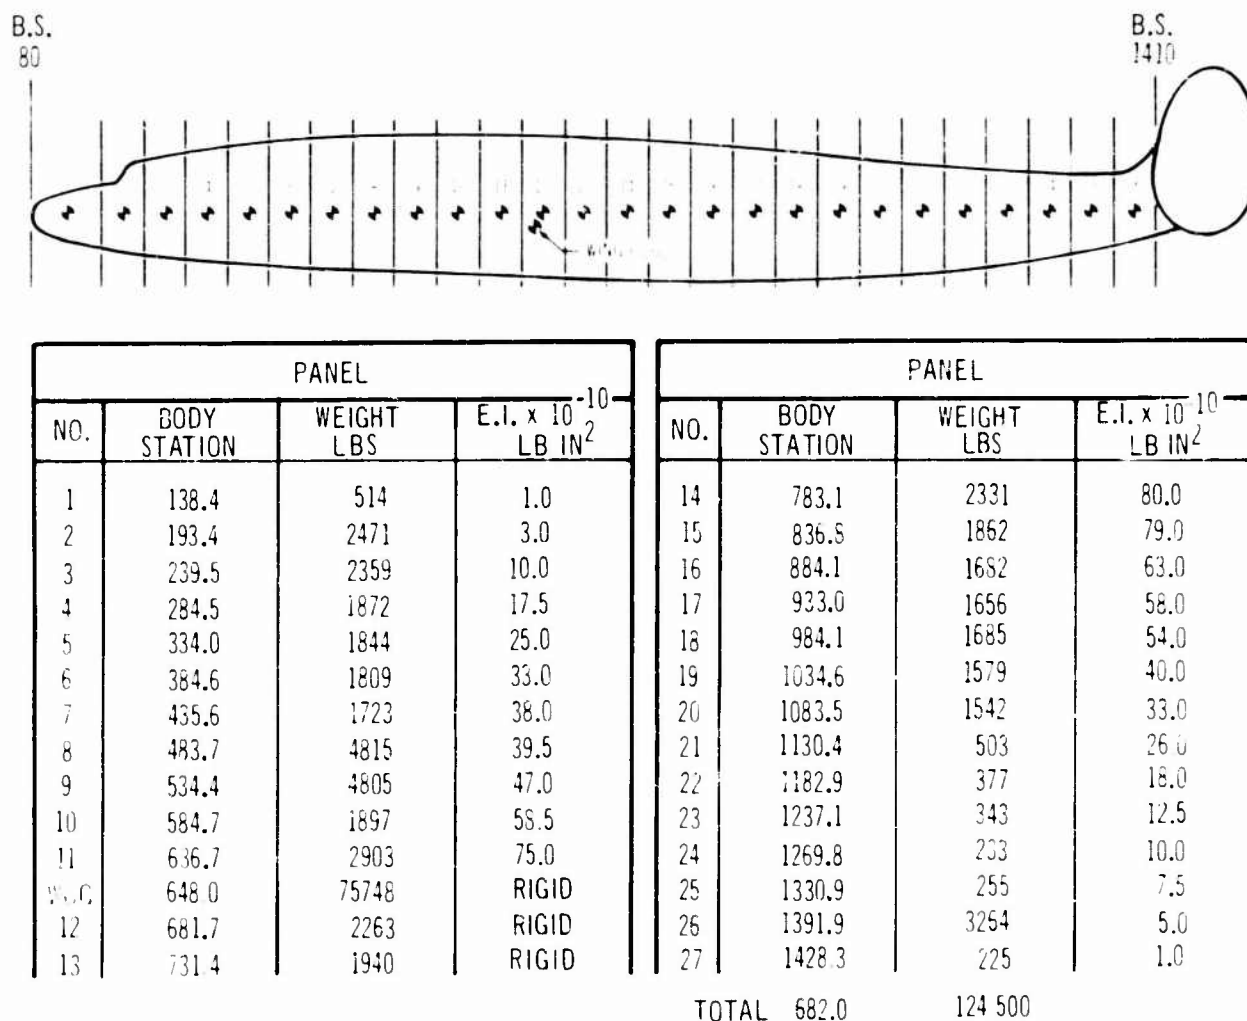 B.S.
80
B.S.
1410
PANEL
NO. BODY STATION WEIGHT LBS E.I. x 10-10 LB IN2
1 138.4 514 1.0
2 193.4 2471 3.0
3 239.5 2359 10.0
4 284.5 1872 17.5
5 334.0 1844 25.0
6 384.6 1809 33.0
7 435.6 1723 38.0
8 483.7 4815 39.5
9 534.4 4805 47.0
10 584.7 1897 58.5
11 636.7 2903 75.0
648.0 75748 RIGID
12 681.7 2263 RIGID
13 731.4 1940 RIGID
PANEL
NO. BODY STATION WEIGHT LBS E.I. x 10-10 LB IN2
14 783.1 2331 80.0
15 836.8 1862 79.0
16 884.1 1682 63.0
17 933.0 1656 58.0
18 984.1 1685 54.0
19 1034.6 1579 40.0
20 1083.5 1542 33.0
21 1130.4 503 26.0
22 1182.9 377 18.0
23 1237.1 343 12.5
24 1269.8 10.0
25 1330.9 255 7.5
26 1391.9 3264 5.0
27 1428.3 225 1.0
TOTAL 682.0 124 500